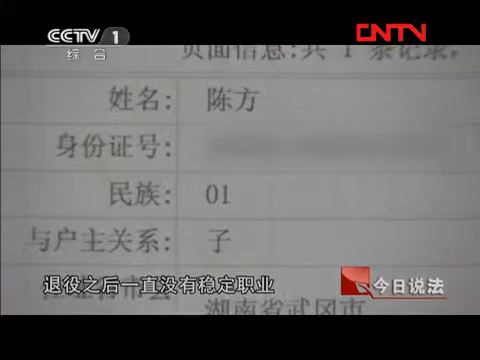 CCTV 1
综合
CNTV
页面信息:共 1 条记录.
姓名: 陈方
身份证号:
民族: 01
与户主关系: 子
退役之后一直没有稳定职业
今日说法
湖南省武冈市